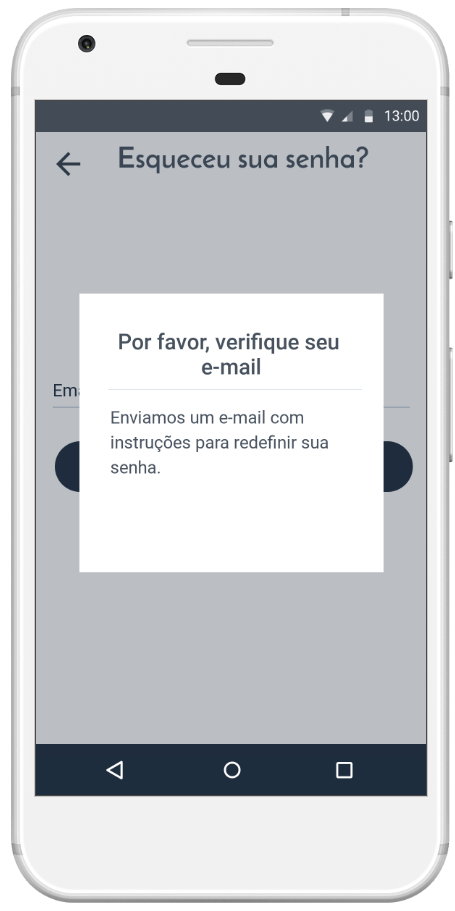 13:00
Esqueceu sua senha?
Por favor, verifique seu
e-mail
Ema
Enviamos um e-mail com
instruções para redefinir sua
senha.